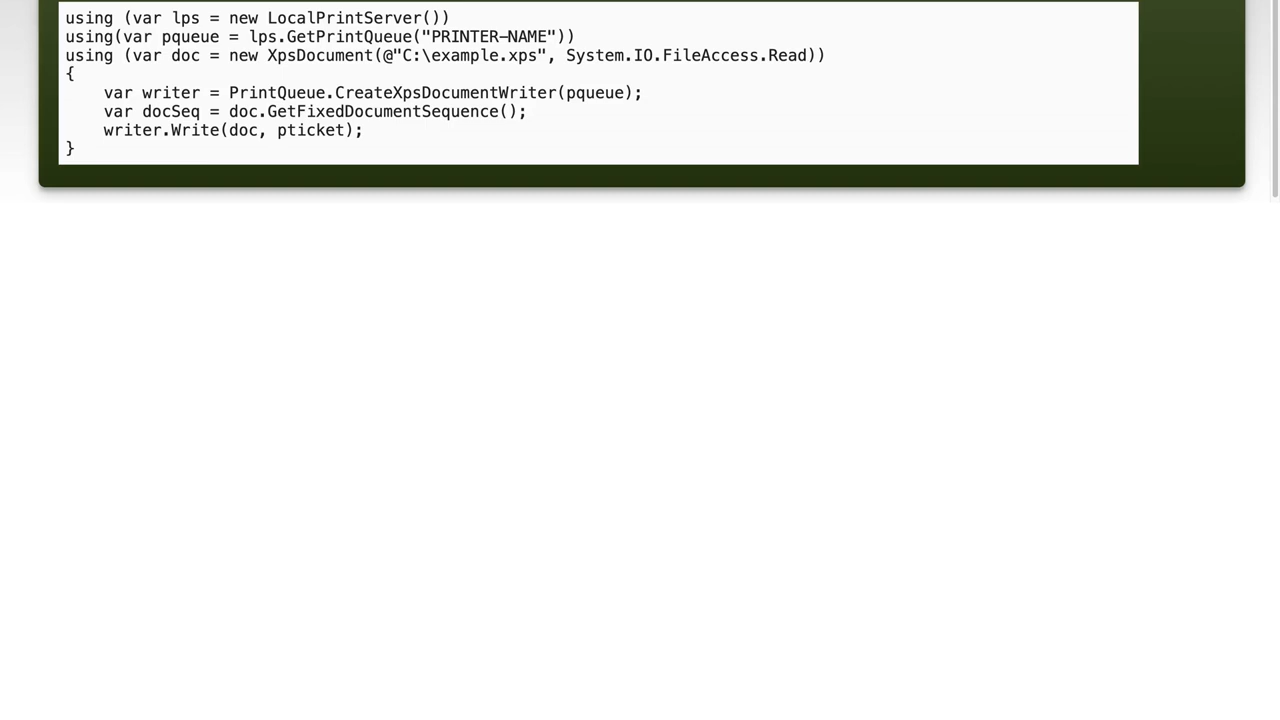 using (var lps = new LocalPrintServer())
using(var pqueue = lps.GetPrintQueue("PRINTER-NAME"))
using (var doc = new XpsDocument(@"C:\example.xps", System.IO.FileAccess.Read))
{
    var writer = PrintQueue.CreateXpsDocumentWriter(pqueue);
    var docSeq = doc.GetFixedDocumentSequence();
    writer.Write(doc, pticket);
}